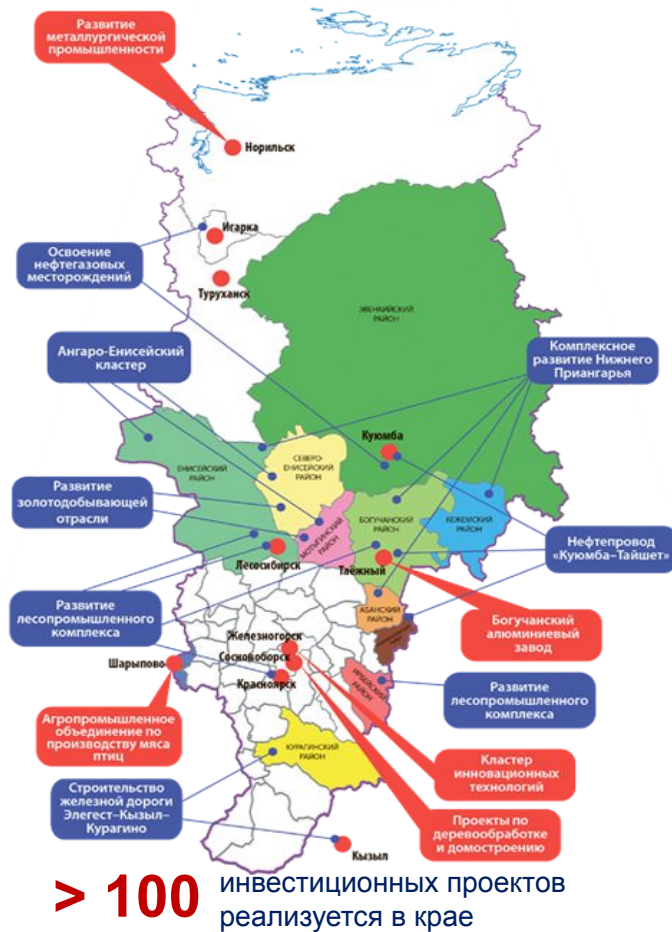 Развитие
металлургической
промышленности
Норильск
Игарка
Освоение
нефтегазовых
месторождений
Туруханск
ЭВЕНКИЙСКИЙ
РАЙОН
Ангаро-Енисейский
кластер
Комплексное
развитие Нижнего
Приангарья
Куюмба
ЕНИСЕЙСКИЙ
РАЙОН
СЕВЕРО-
ЕНИСЕЙСКИЙ
РАЙОН
Развитие
золотодобывающей
отрасли
МОТЫГИНСКИЙ
РАЙОН
БОГУЧАНСКИЙ
РАЙОН
КЕЖЕМСКИЙ
РАЙОН
Нефтепровод
«Куюмба–Тайшет»
Лесосибирск
Таёжный
Развитие
лесопромышленного
комплекса
АБАНСКИЙ
РАЙОН
Богучанский
алюминиевый
завод
Железногорск
Сосновоборск
Шарыпово
Красноярск
ИРБЕЙСКИЙ
РАЙОН
Развитие
лесопромышленного
комплекса
Агропромышленное
объединение по
производству мяса
птиц
КУРАГИНСКИЙ
РАЙОН
Кластер
инновационных
технологий
Строительство
железной дороги
Элегест–Кызыл–
Курагино
Проекты по
деревообработке
и домостроению
Кызыл
> 100 инвестиционных проектов
реализуется в крае